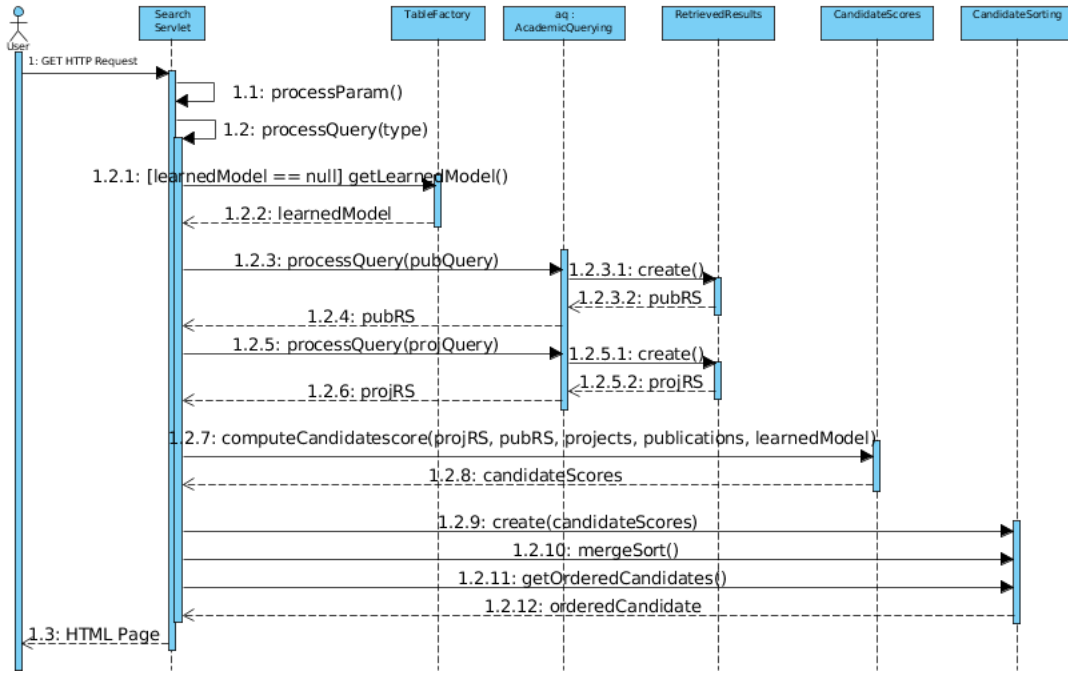 Search
Servlet
TableFactory
aq :
AcademicQuerying
RetrievedResults
CandidateScores
CandidateSorting
User
1: GET HTTP Request
1.1: processParam()
1.2: processQuery(type)
1.2.1: [learnedModel == null] getLearnedModel()
1.2.2: learnedModel
1.2.3: processQuery(pubQuery)
1.2.3.1: create()
1.2.3.2: pubRS
1.2.4: pubRS
1.2.5: processQuery(projQuery)
1.2.5.1: create()
1.2.5.2: projRS
1.2.6: projRS
1.2.7: computeCandidatescore(projRS, pubRS, projects, publications, learnedModel)
1.2.8: candidateScores
1.2.9: create(candidateScores)
1.2.10: mergeSort()
1.2.11: getOrderedCandidates()
1.2.12: orderedCandidate
1.3: HTML Page